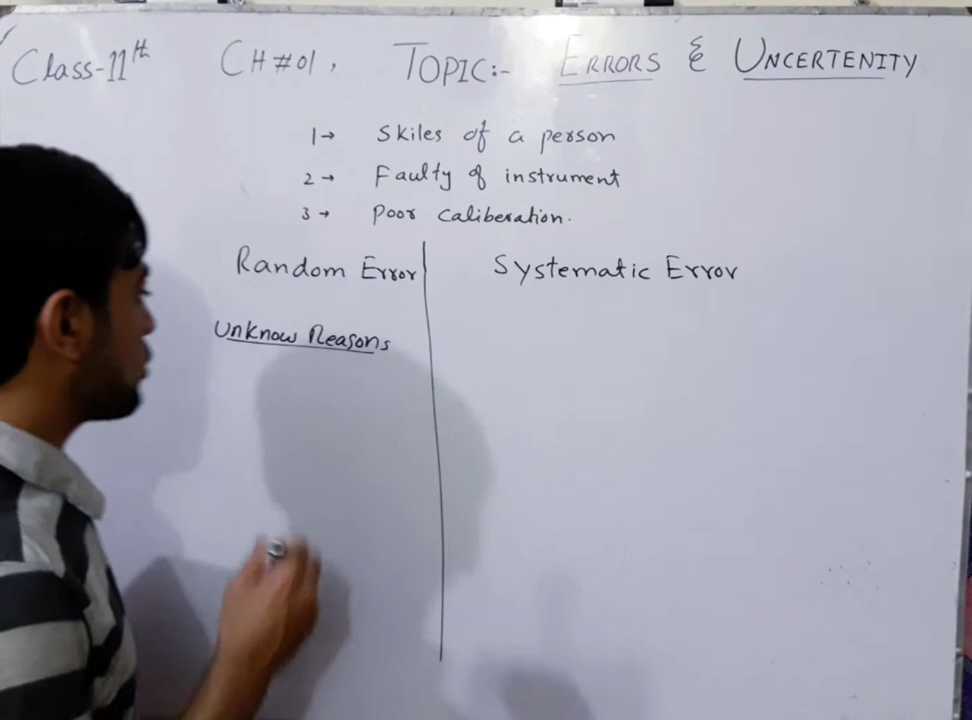 Class-11th CH#01, TOPIC:- ERRORS & UNCERTENITY
1→ Skiles of a person
2→ Faulty of instrument
3→ Poor caliberation.
Random Error
Systematic Error
Unknow Reasons